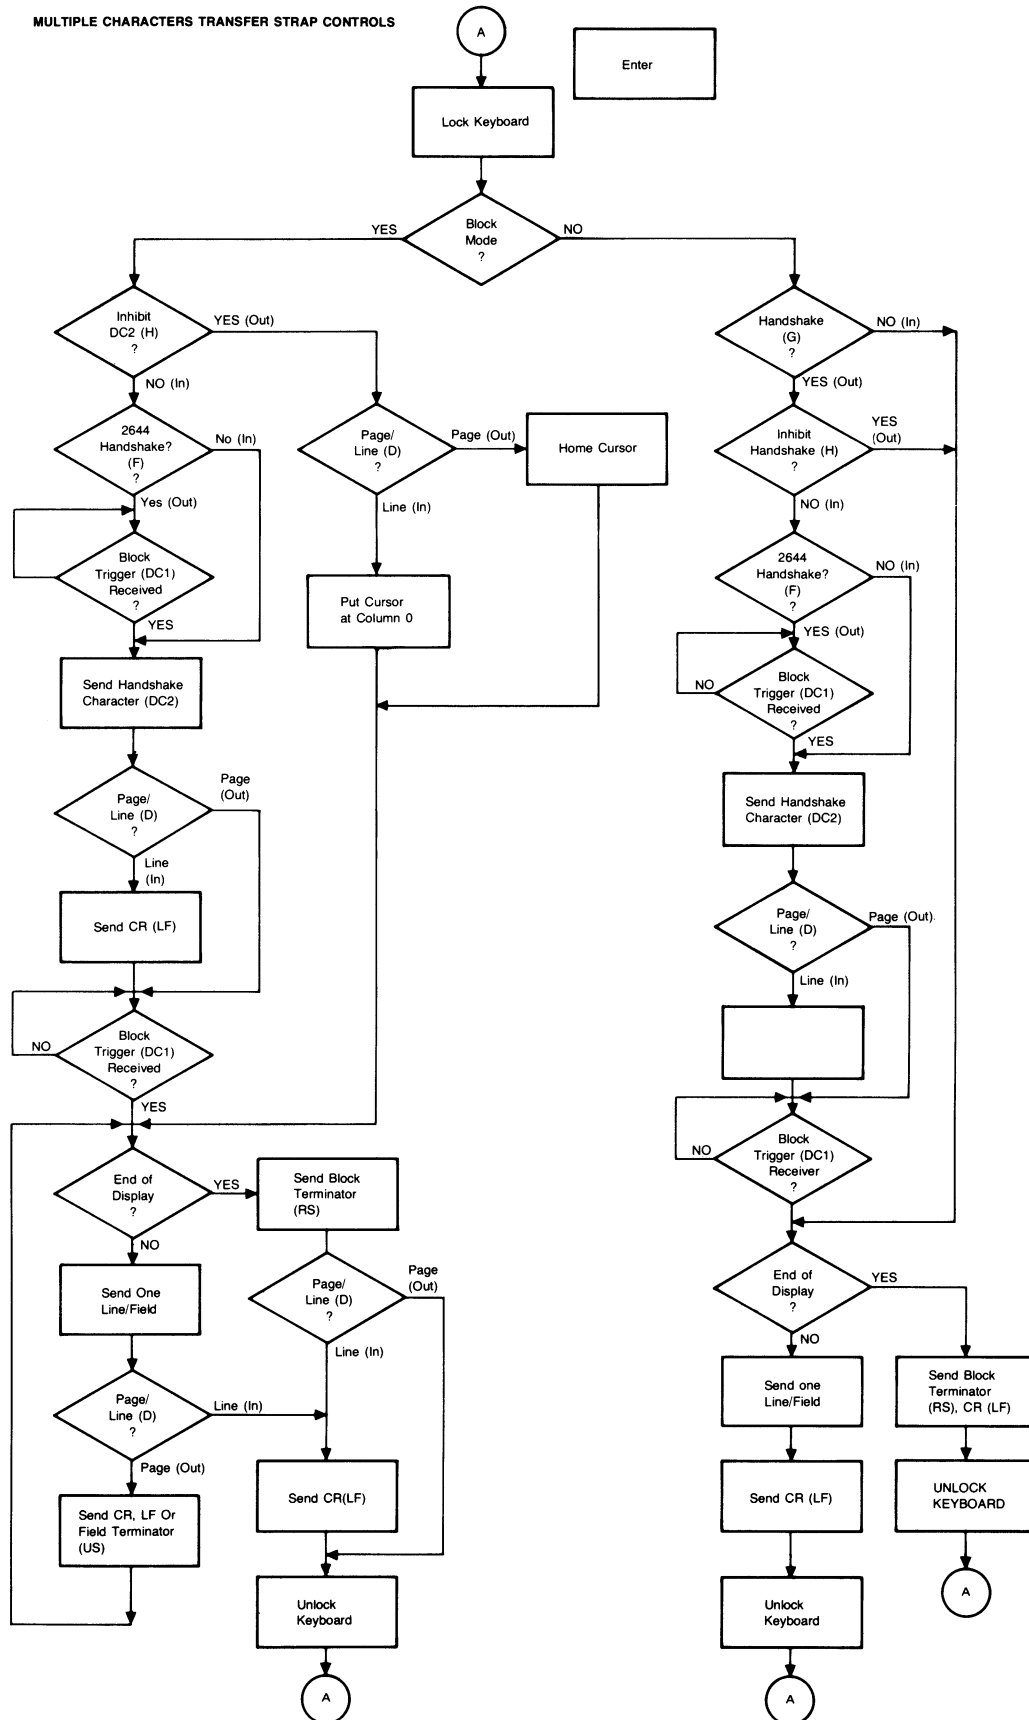 MULTIPLE CHARACTERS TRANSFER STRAP CONTROLS
A
Enter
Lock Keyboard
Block
Mode
?
YES
NO
Inhibit
DC2 (H)
?
YES (Out)
NO (In)
2644
Handshake?
(F)
?
No (In)
Yes (Out)
Block
Trigger (DC1)
Received
?
YES
Send Handshake
Character (DC2)
Page/
Line (D)
?
Page
(Out)
Line
(In)
Send CR (LF)
Block
Trigger (DC1)
Received
?
NO
YES
End of
Display
?
YES
NO
Send One
Line/Field
Page/
Line (D)
?
Line (In)
Page (Out)
Send CR, LF Or
Field Terminator
(US)
Page/
Line (D)
?
Page (Out)
Line (In)
Home Cursor
Put Cursor
at Column 0
Send Block
Terminator
(RS)
Page/
Line (D)
?
Page
(Out)
Line (In)
Send CR(LF)
Unlock
Keyboard
A
Handshake
(G)
?
NO (In)
YES (Out)
Inhibit
Handshake (H)
?
YES
(Out)
NO (In)
2644
Handshake?
(F)
?
NO (In)
YES (Out)
Block
Trigger (DC1)
Received
?
NO
YES
Send Handshake
Character (DC2)
Page/
Line (D)
?
Page (Out)
Line (In)
Block
Trigger (DC1)
Receiver
?
NO
End of
Display
?
YES
NO
Send one
Line/Field
Send CR (LF)
Unlock
Keyboard
A
Send Block
Terminator
(RS), CR (LF)
UNLOCK
KEYBOARD
A